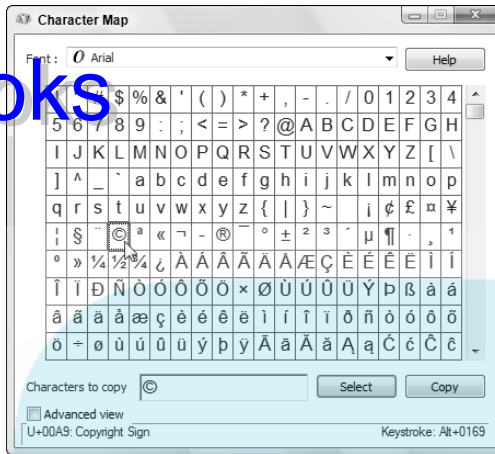 Character Map
Font: O Arial Help
oks
! " # $ % & ' ( ) * + , - . / 0 1 2 3 4
5 6 7 8 9 : ; < = > ? @ A B C D E F G H
I J K L M N O P Q R S T U V W X Y Z [ \
] ^ _ ` a b c d e f g h i j k l m n o p
q r s t u v w x y z { | } ~ ¡ ¢ £ ¤ ¥
¦ § ¨ © ª « ¬ - ® ¯ ° ± ² ³ ´ µ ¶ · ¸ ¹
º » ¼ ½ ¾ ¿ À Á Â Ã Ä Å Æ Ç È É Ê Ë Ì Í
Î Ï Ð Ñ Ò Ó Ô Õ Ö × Ø Ù Ú Û Ü Ý Þ ß à á
â ã ä å æ ç è é ê ë ì í î ï ð ñ ò ó ô õ
ö ÷ ø ù ú û ü ý þ ÿ Ā ā Ă ă Ą ą Ć ć Ĉ ĉ
Characters to copy © Select Copy
Advanced view
U+00A9: Copyright Sign Keystroke: Alt+0169